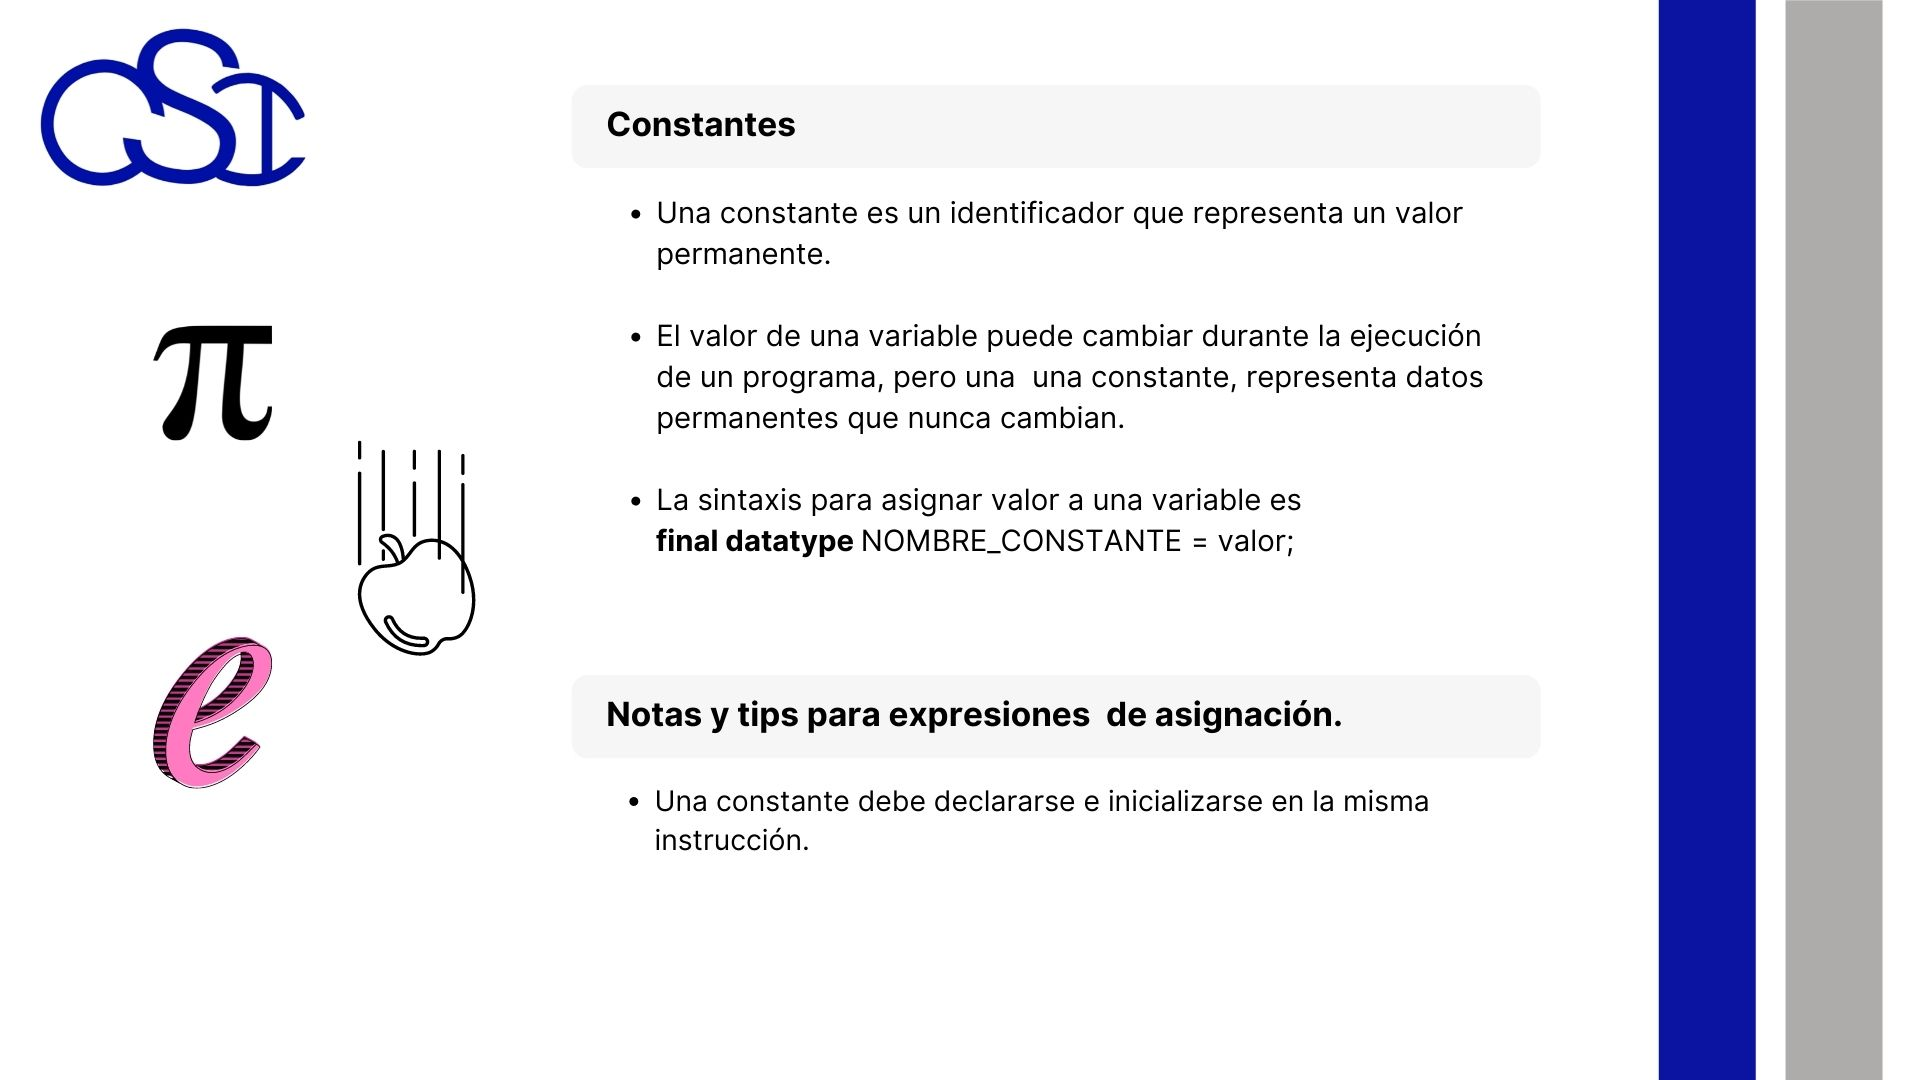 CSI
Constantes
• Una constante es un identificador que representa un valor
permanente.
π
• El valor de una variable puede cambiar durante la ejecución
de un programa, pero una  una constante, representa datos
permanentes que nunca cambian.
• La sintaxis para asignar valor a una variable es
final datatype NOMBRE_CONSTANTE = valor;
e
Notas y tips para expresiones  de asignación.
• Una constante debe declararse e inicializarse en la misma
instrucción.